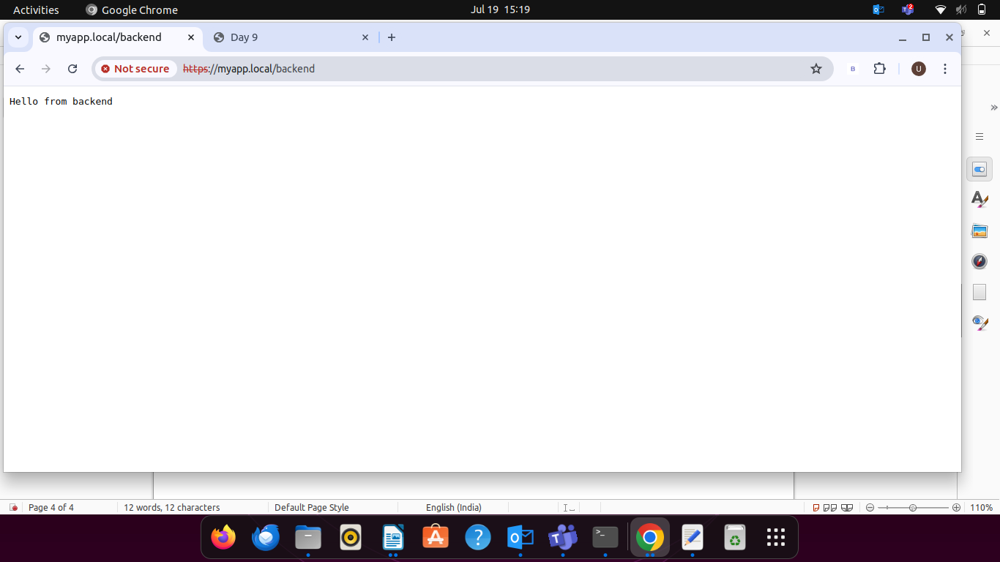 Activities
Google Chrome
Jul 19 15:19
2
myapp.local/backend
Day 9
Not secure
https://myapp.local/backend
B
U
Hello from backend
Page 4 of 4
12 words, 12 characters
Default Page Style
English (India)
110%